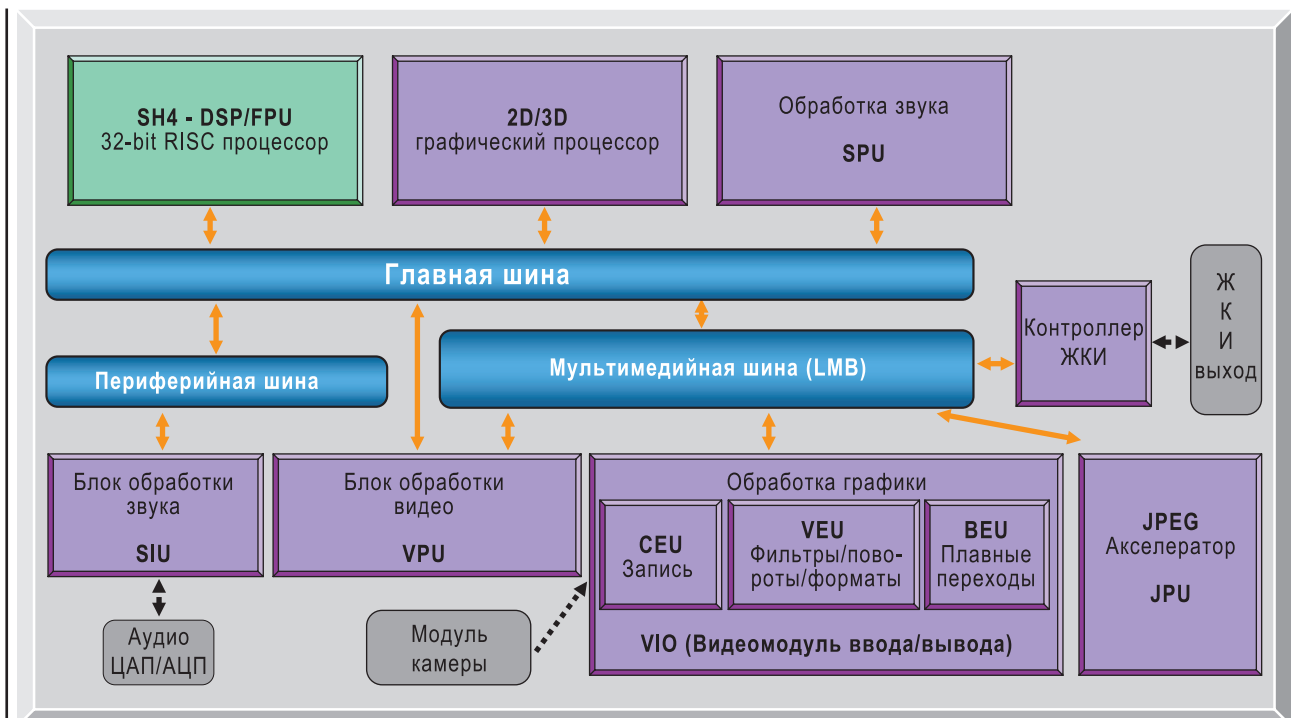 SH4 - DSP/FPU
32-bit RISC процессор
2D/3D
графический процессор
Обработка звука
SPU
Главная шина
Ж
К
И
выход
Контроллер
ЖКИ
Периферийная шина
Мультимедийная шина (LMB)
Блок обработки
звука
SIU
Блок обработки
видео
VPU
Обработка графики
CEU
Запись
VEU
Фильтры/пово-
роты/форматы
BEU
Плавные
переходы
VIO (Видеомодуль ввода/вывода)
JPEG
Акселератор
JPU
Аудио
ЦАП/АЦП
Модуль
камеры